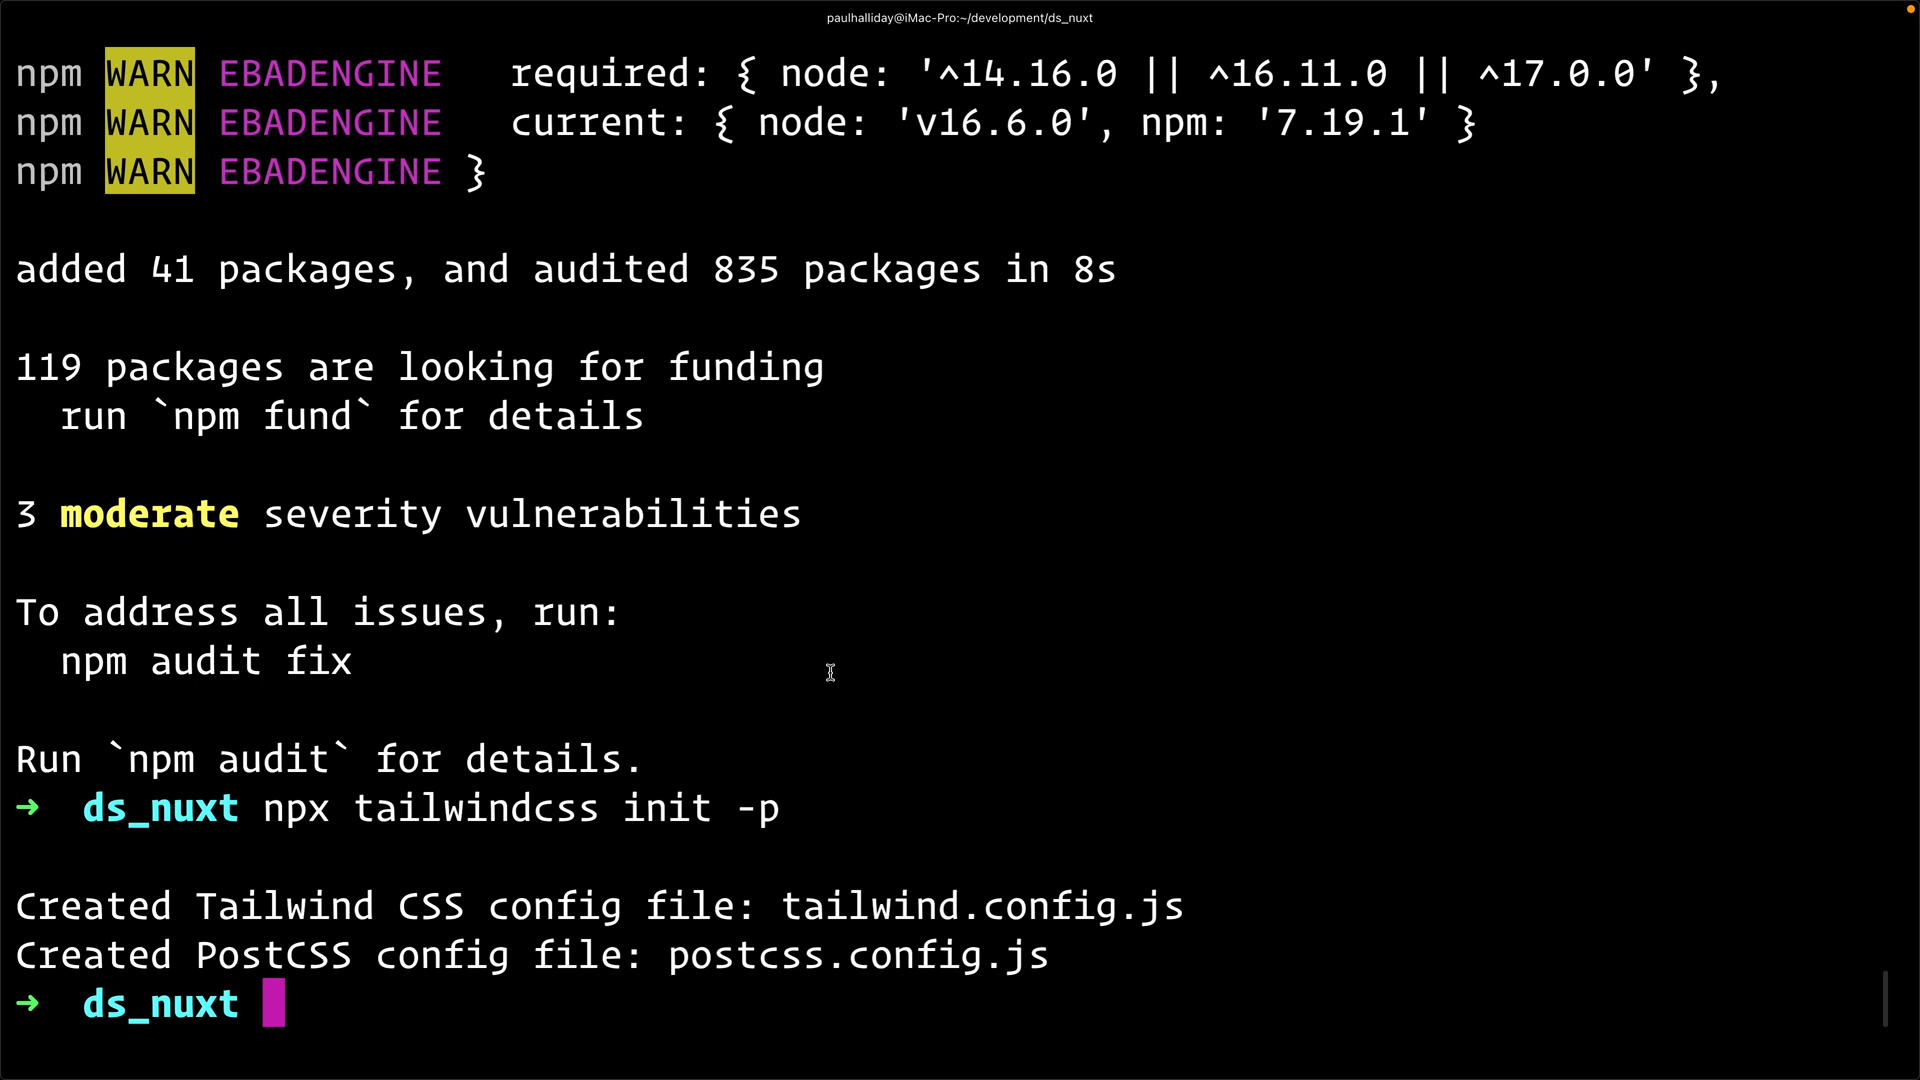 paulhalliday@iMac-Pro:~/development/ds_nuxt
npm WARN EBADENGINE   required: { node: '^14.16.0 || ^16.11.0 || ^17.0.0' },
npm WARN EBADENGINE   current: { node: 'v16.6.0', npm: '7.19.1' }
npm WARN EBADENGINE }
added 41 packages, and audited 835 packages in 8s
119 packages are looking for funding
  run `npm fund` for details
3 moderate severity vulnerabilities
To address all issues, run:
  npm audit fix
Run `npm audit` for details.
➜  ds_nuxt npx tailwindcss init -p
Created Tailwind CSS config file: tailwind.config.js
Created PostCSS config file: postcss.config.js
➜  ds_nuxt